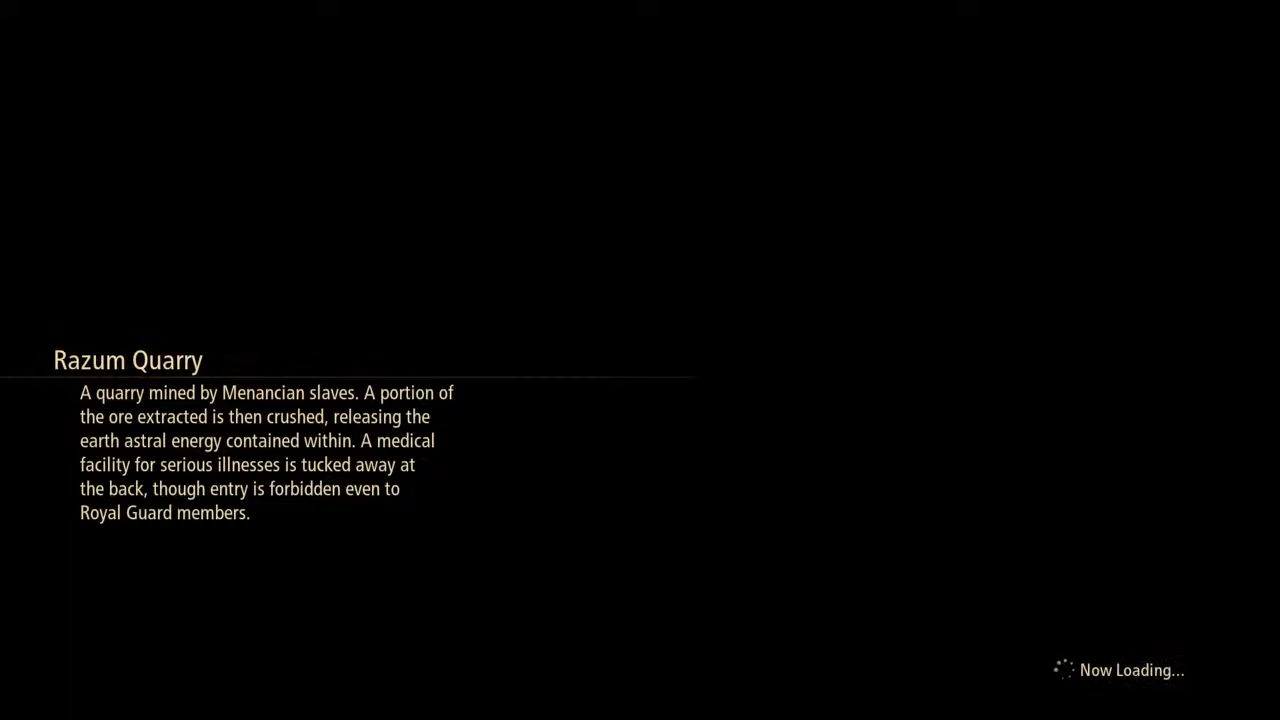 Razum Quarry
A quarry mined by Menancian slaves. A portion of
the ore extracted is then crushed, releasing the
earth astral energy contained within. A medical
facility for serious illnesses is tucked away at
the back, though entry is forbidden even to
Royal Guard members.
Now Loading...